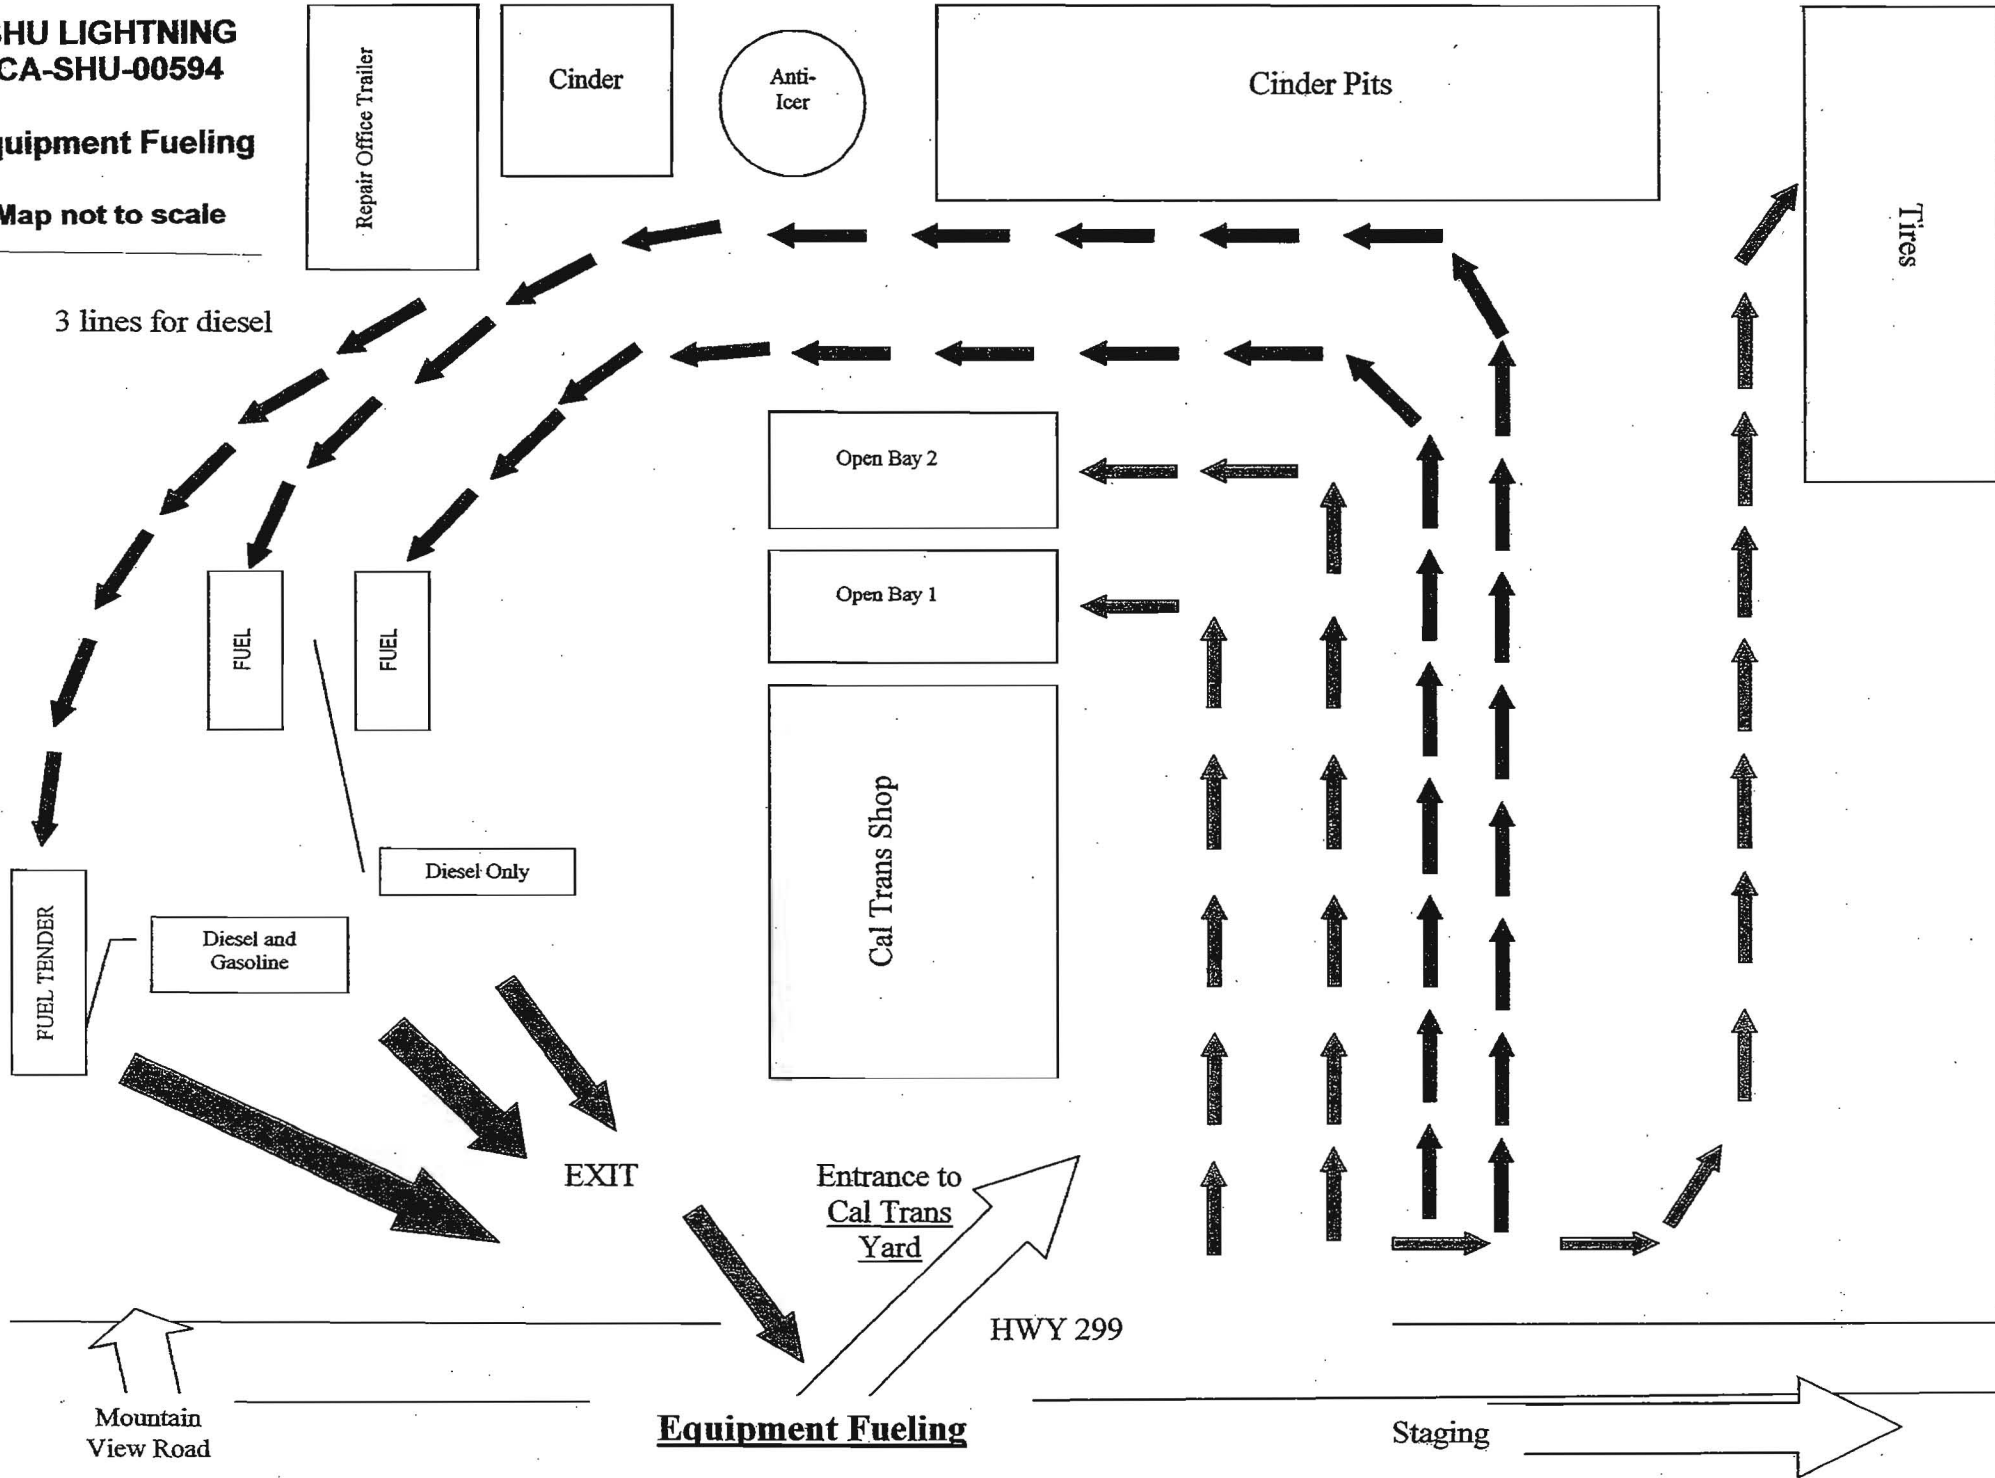 SHU LIGHTNING
CA-SHU-00594
quipment Fueling
Map not to scale
3 lines for diesel
Repair Office Trailer
Cinder
Anti-
Icer
Cinder Pits
Tires
Open Bay 2
Open Bay 1
Cal Trans Shop
FUEL
FUEL
Diesel Only
Diesel and
Gasoline
FUEL TENDER
EXIT
Entrance to
Cal Trans
Yard
HWY 299
Mountain
View Road
Equipment Fueling
Staging